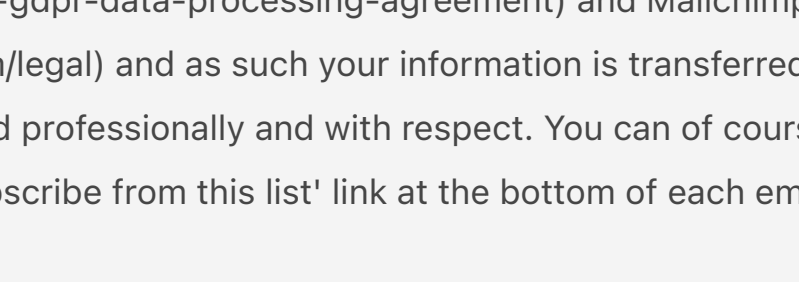 -gdpr-data-processing-agreement) and Mailchimp
/legal) and as such your information is transferred
professionally and with respect. You can of cours
scribe from this list' link at the bottom of each em